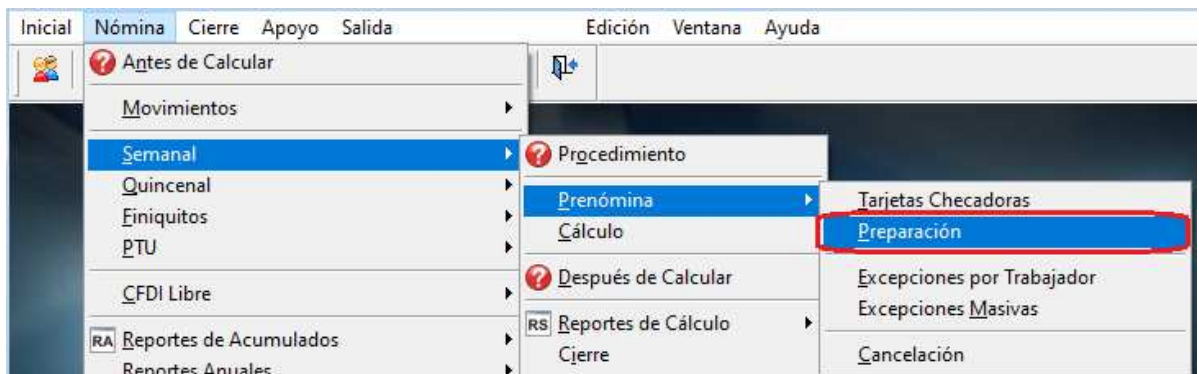 Inicial Nómina Cierre Apoyo Salida Edición Ventana Ayuda
Antes de Calcular
Movimientos
Semanal
Quincenal
Finiquitos
PTU
CFDI Libre
RA Reportes de Acumulados
Reportes Anuales
Procedimiento
Prenómina
Cálculo
Después de Calcular
RS Reportes de Cálculo
Cierre
Tarjetas Checadoras
Preparación
Excepciones por Trabajador
Excepciones Masivas
Cancelación